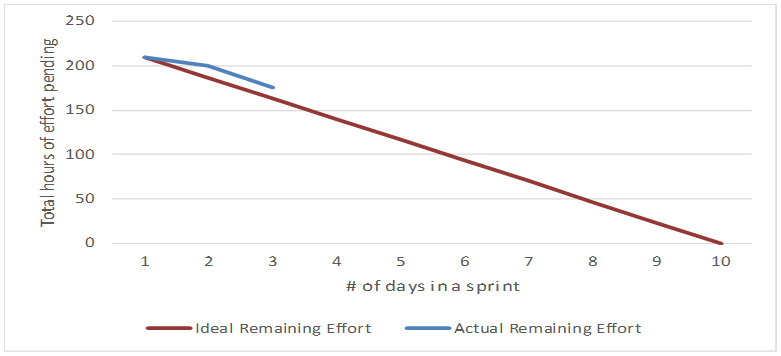 250
200
150
100
50
0
Total hours of effort pending
1 2 3 4 5 6 7 8 9 10
# of days in a sprint
Ideal Remaining Effort Actual Remaining Effort